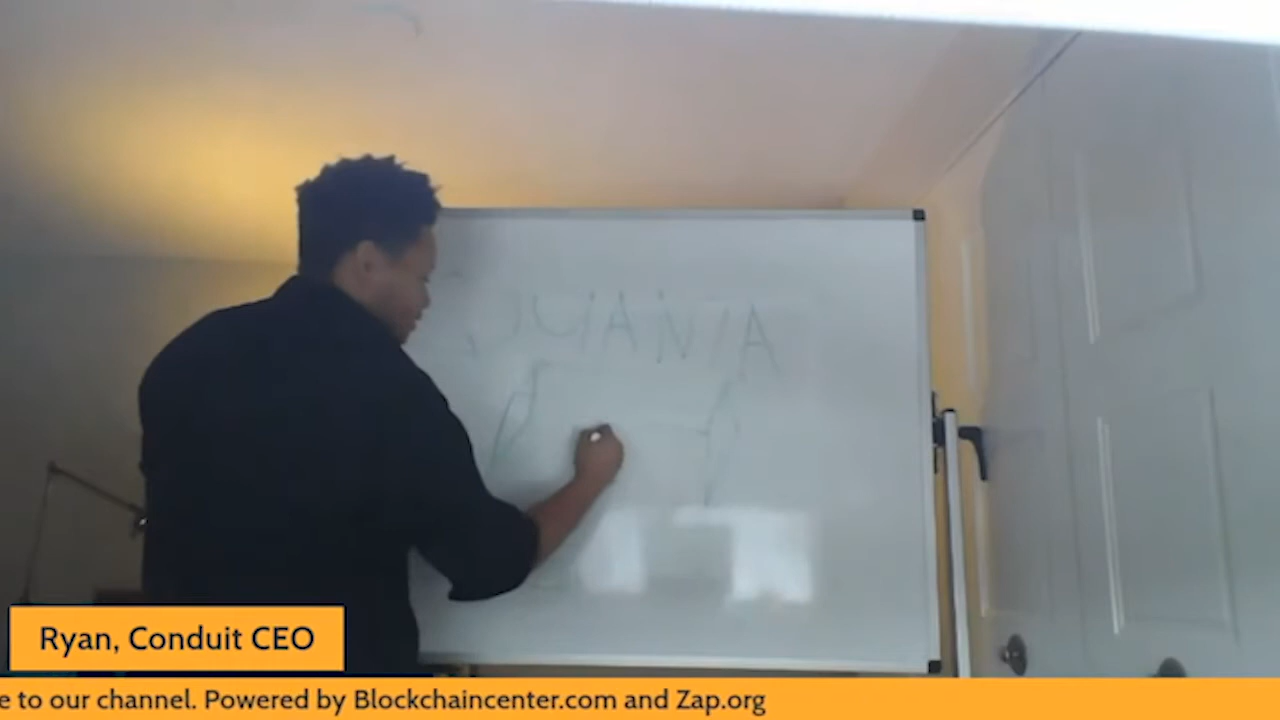 Ryan, Conduit CEO
e to our channel. Powered by Blockchaincenter.com and Zap.org